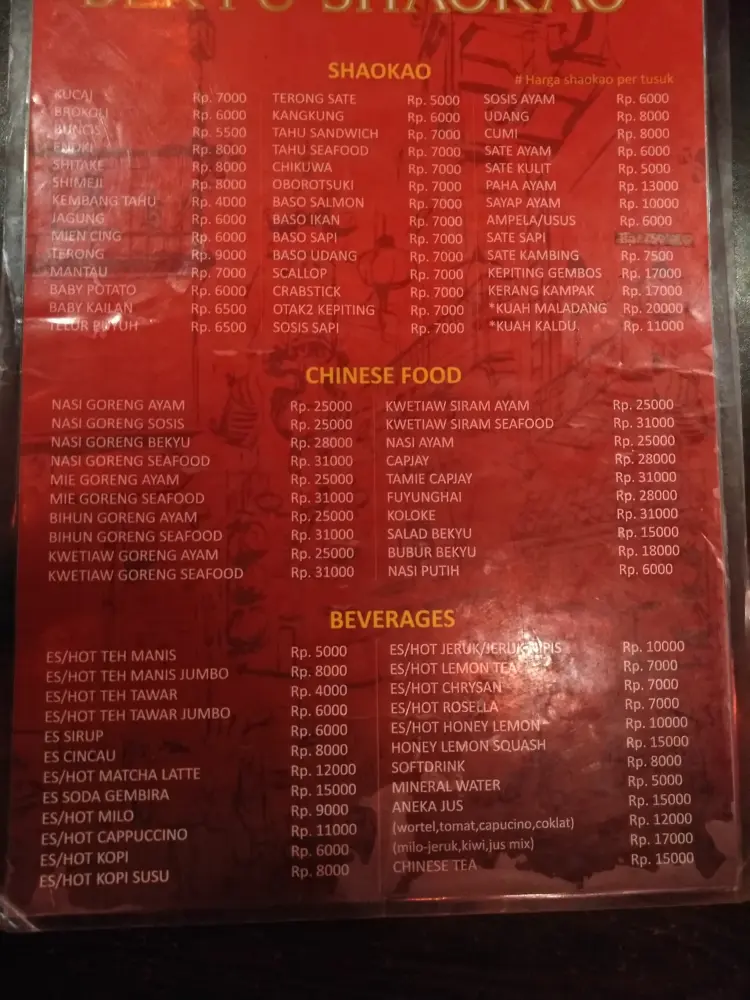 BEKYU SHAOKAO
SHAOKAO
# Harga shaokao per tusuk
KUCAJ Rp. 7000
BROKOLI Rp. 6000
BUNCIS Rp. 5500
ENOKI Rp. 8000
SHITAKE Rp. 8000
SHIMEJI Rp. 8000
KEMBANG TAHU Rp. 4000
JAGUNG Rp. 6000
MIEN CING Rp. 6000
TERONG Rp. 9000
MANTAU Rp. 7000
BABY POTATO Rp. 6000
BABY KAILAN Rp. 6500
TELUR PUYUH Rp. 6500
TERONG SATE Rp. 5000
KANGKUNG Rp. 6000
TAHU SANDWICH Rp. 7000
TAHU SEAFOOD Rp. 7000
CHIKUWA Rp. 7000
OBOROTSUKI Rp. 7000
BASO SALMON Rp. 7000
BASO IKAN Rp. 7000
BASO SAPI Rp. 7000
BASO UDANG Rp. 7000
SCALLOP Rp. 7000
CRABSTICK Rp. 7000
OTAK2 KEPITING Rp. 7000
SOSIS SAPI Rp. 7000
SOSIS AYAM Rp. 6000
UDANG Rp. 8000
CUMI Rp. 8000
SATE AYAM Rp. 6000
SATE KULIT Rp. 5000
PAHA AYAM Rp. 13000
SAYAP AYAM Rp. 10000
AMPELA/USUS Rp. 6000
SATE SAPI
SATE KAMBING Rp. 7500
KEPITING GEMBOS Rp. 17000
KERANG KAMPAK Rp. 17000
*KUAH MALADANG Rp. 20000
*KUAH KALDU Rp. 11000
CHINESE FOOD
NASI GORENG AYAM Rp. 25000
NASI GORENG SOSIS Rp. 25000
NASI GORENG BEKYU Rp. 28000
NASI GORENG SEAFOOD Rp. 31000
MIE GORENG AYAM Rp. 25000
MIE GORENG SEAFOOD Rp. 31000
BIHUN GORENG AYAM Rp. 25000
BIHUN GORENG SEAFOOD Rp. 31000
KWETIAW GORENG AYAM Rp. 25000
KWETIAW GORENG SEAFOOD Rp. 31000
KWETIAW SIRAM AYAM Rp. 25000
KWETIAW SIRAM SEAFOOD Rp. 31000
NASI AYAM Rp. 25000
CAPJAY Rp. 28000
TAMIE CAPJAY Rp. 31000
FUYUNGHAI Rp. 28000
KOLOKE Rp. 31000
SALAD BEKYU Rp. 15000
BUBUR BEKYU Rp. 18000
NASI PUTIH Rp. 6000
BEVERAGES
ES/HOT TEH MANIS Rp. 5000
ES/HOT TEH MANIS JUMBO Rp. 8000
ES/HOT TEH TAWAR Rp. 4000
ES/HOT TEH TAWAR JUMBO Rp. 6000
ES SIRUP Rp. 6000
ES CINCAU Rp. 8000
ES/HOT MATCHA LATTE Rp. 12000
ES SODA GEMBIRA Rp. 15000
ES/HOT MILO Rp. 9000
ES/HOT CAPPUCCINO Rp. 11000
ES/HOT KOPI Rp. 6000
ES/HOT KOPI SUSU Rp. 8000
ES/HOT JERUK/JERUK NIPIS Rp. 10000
ES/HOT LEMON TEA Rp. 7000
ES/HOT CHRYSAN Rp. 7000
ES/HOT ROSELLA Rp. 7000
ES/HOT HONEY LEMON Rp. 10000
HONEY LEMON SQUASH Rp. 15000
SOFTDRINK Rp. 8000
MINERAL WATER Rp. 5000
ANEKA JUS Rp. 15000
(wortel,tomat,capucino,coklat) Rp. 12000
(milo-jeruk,kiwi,jus mix) Rp. 17000
CHINESE TEA Rp. 15000